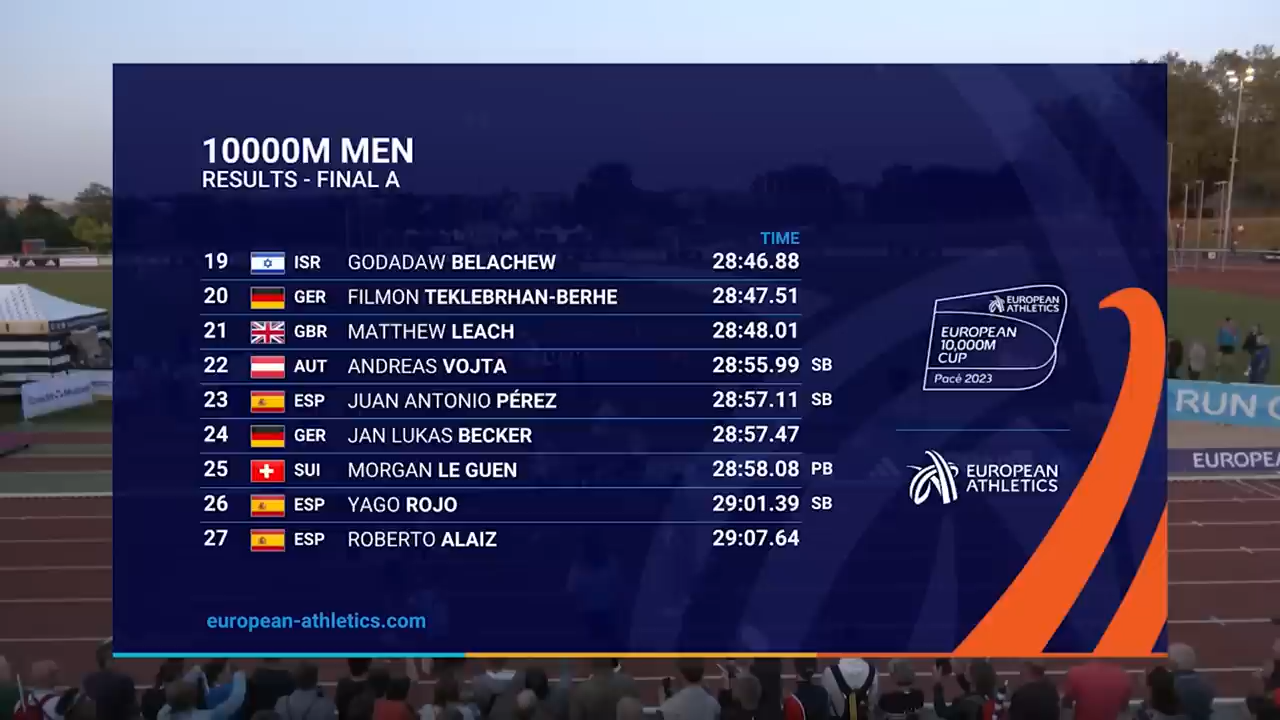 10000M MEN
RESULTS - FINAL A
TIME
19 ISR GODADAW BELACHEW 28:46.88
20 GER FILMON TEKLEBRHAN-BERHE 28:47.51
21 GBR MATTHEW LEACH 28:48.01
22 AUT ANDREAS VOJTA 28:55.99 SB
23 ESP JUAN ANTONIO PÉREZ 28:57.11 SB
24 GER JAN LUKAS BECKER 28:57.47
25 SUI MORGAN LE GUEN 28:58.08 PB
26 ESP YAGO ROJO 29:01.39 SB
27 ESP ROBERTO ALAIZ 29:07.64
european-athletics.com
EUROPEAN
ATHLETICS
EUROPEAN
10,000M
CUP
Pacé 2023
EUROPEAN
ATHLETICS
RUN